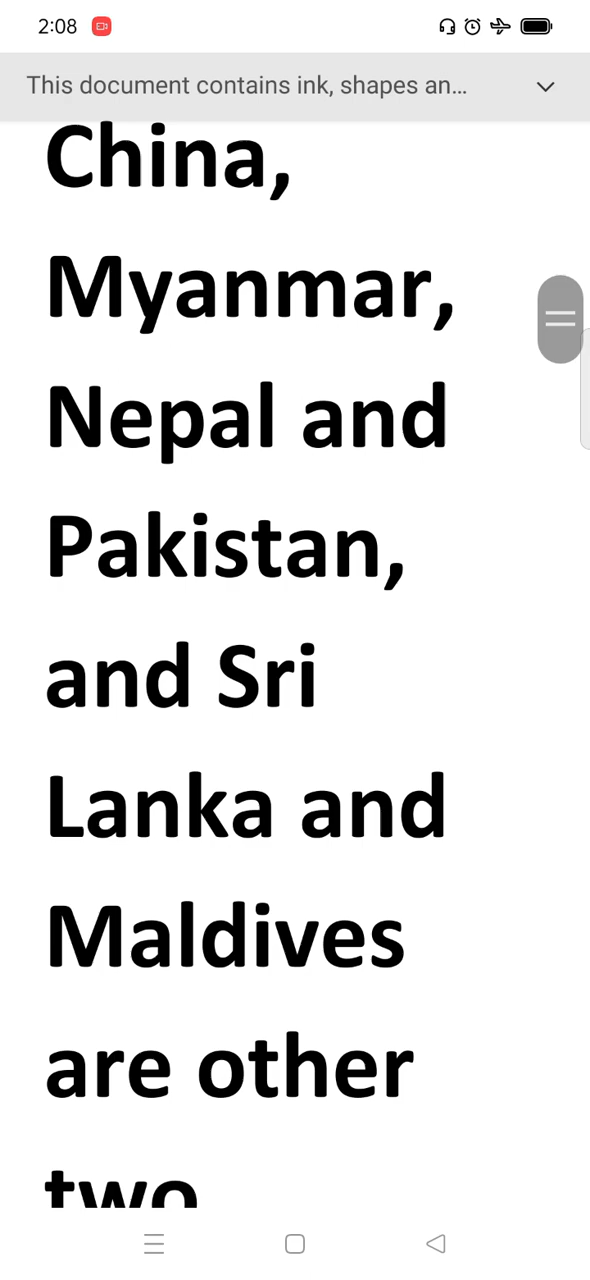 2:08
This document contains ink, shapes an...
China,
Myanmar,
Nepal and
Pakistan,
and Sri
Lanka and
Maldives
are other
two